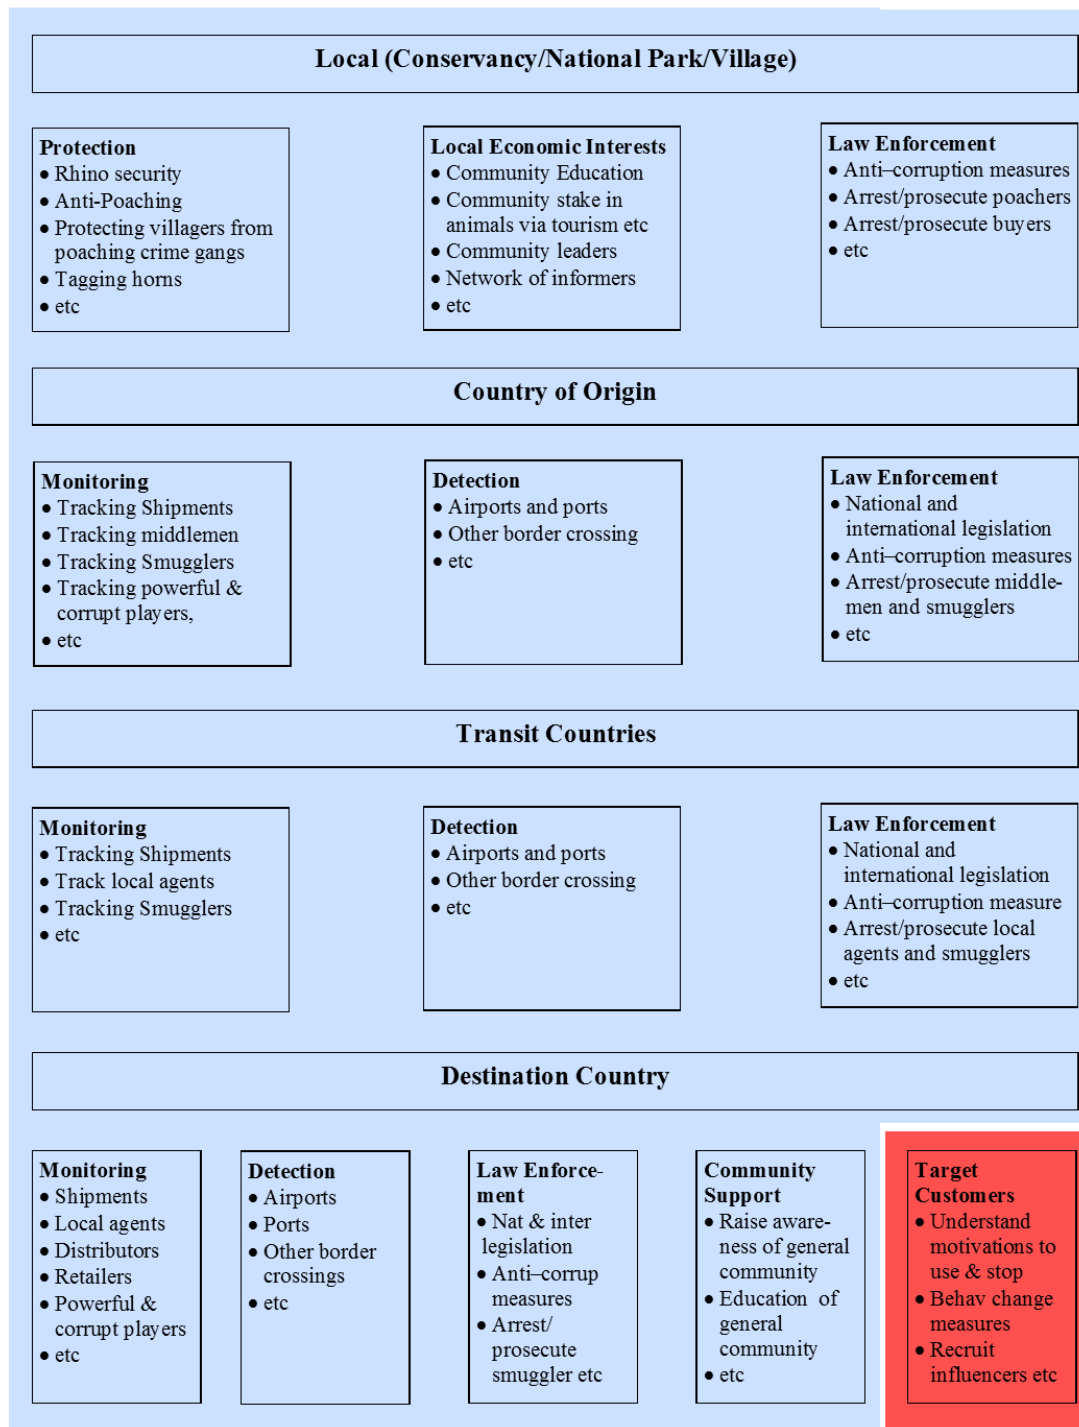 Local (Conservancy/National Park/Village)
Protection
• Rhino security
• Anti-Poaching
• Protecting villagers from
poaching crime gangs
• Tagging horns
• etc
Local Economic Interests
• Community Education
• Community stake in
animals via tourism etc
• Community leaders
• Network of informers
• etc
Law Enforcement
• Anti–corruption measures
• Arrest/prosecute poachers
• Arrest/prosecute buyers
• etc
Country of Origin
Monitoring
• Tracking Shipments
• Tracking middlemen
• Tracking Smugglers
• Tracking powerful &
corrupt players,
• etc
Detection
• Airports and ports
• Other border crossing
• etc
Law Enforcement
• National and
international legislation
• Anti–corruption measures
• Arrest/prosecute middle-
men and smugglers
• etc
Transit Countries
Monitoring
• Tracking Shipments
• Track local agents
• Tracking Smugglers
• etc
Detection
• Airports and ports
• Other border crossing
• etc
Law Enforcement
• National and
international legislation
• Anti–corruption measure
• Arrest/prosecute local
agents and smugglers
• etc
Destination Country
Monitoring
• Shipments
• Local agents
• Distributors
• Retailers
• Powerful &
corrupt players
• etc
Detection
• Airports
• Ports
• Other border
crossings
• etc
Law Enforce-
ment
• Nat & inter
legislation
• Anti–corrup
measures
• Arrest/
prosecute
smuggler etc
Community
Support
• Raise aware-
ness of general
community
• Education of
general
community
• etc
Target
Customers
• Understand
motivations to
use & stop
• Behav change
measures
• Recruit
influencers etc